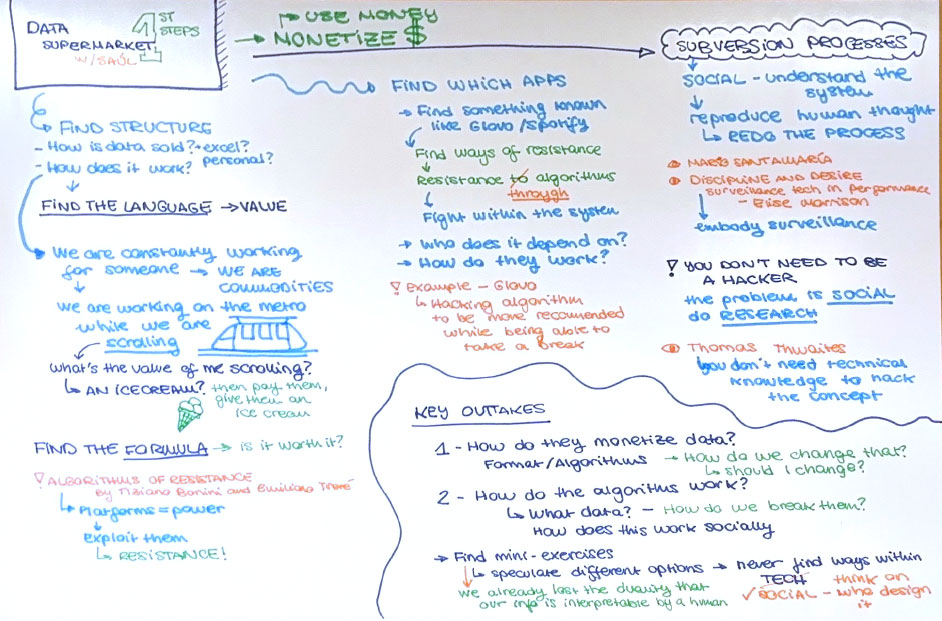 DATA
SUPERMARKET
W/SAÚL
1ST
STEPS
USE MONEY
MONETIZE $
SUBVERSION PROCESSES
FIND STRUCTURE
- How is data sold? + excel?
- How does it work? personal?
FIND THE LANGUAGE → VALUE
We are constantly working
for someone → WE ARE
COMMODITIES
we are working on the metro
while we are
scrolling
what's the value of me scrolling?
AN ICECREAM? then pay them,
give them an
ice cream
FIND THE FORMULA → is it worth it?
! ALGORITHMS OF RESISTANCE
by Tiziano Bonini and Emiliano Treré
Platforms = power
Exploit them
RESISTANCE!
FIND WHICH APPS
→ Find something known
like Glovo/Spotify
Find ways of resistance
Resistance to algorithms
through
Fight within the system
→ who does it depend on?
→ How do they work?
! Example - Glovo
Hacking algorithm
to be more recomended
while being able to
take a break
SOCIAL - understand the
system
reproduce human thought
REDO THE PROCESS
MARIO SANTAMARÍA
DISCIPLINE AND DESIRE
surveillance tech in performance
- Elise Morrison
embody surveillance
! YOU DON'T NEED TO BE
A HACKER
the problem is SOCIAL
do RESEARCH
Thomas Thwaites
you don't need technical
knowledge to hack
the concept
KEY OUTTAKES
1 - How do they monetize data?
Format/Algorithms → How do we change that?
should I change?
2 - How do the algorithms work?
What data? - How do we break them?
How does this work socially
→ Find mini-exercises
speculate different options → never find ways within
TECH think on
✓ SOCIAL - who design
it
we already lost the duality that
our info is interpretable by a human